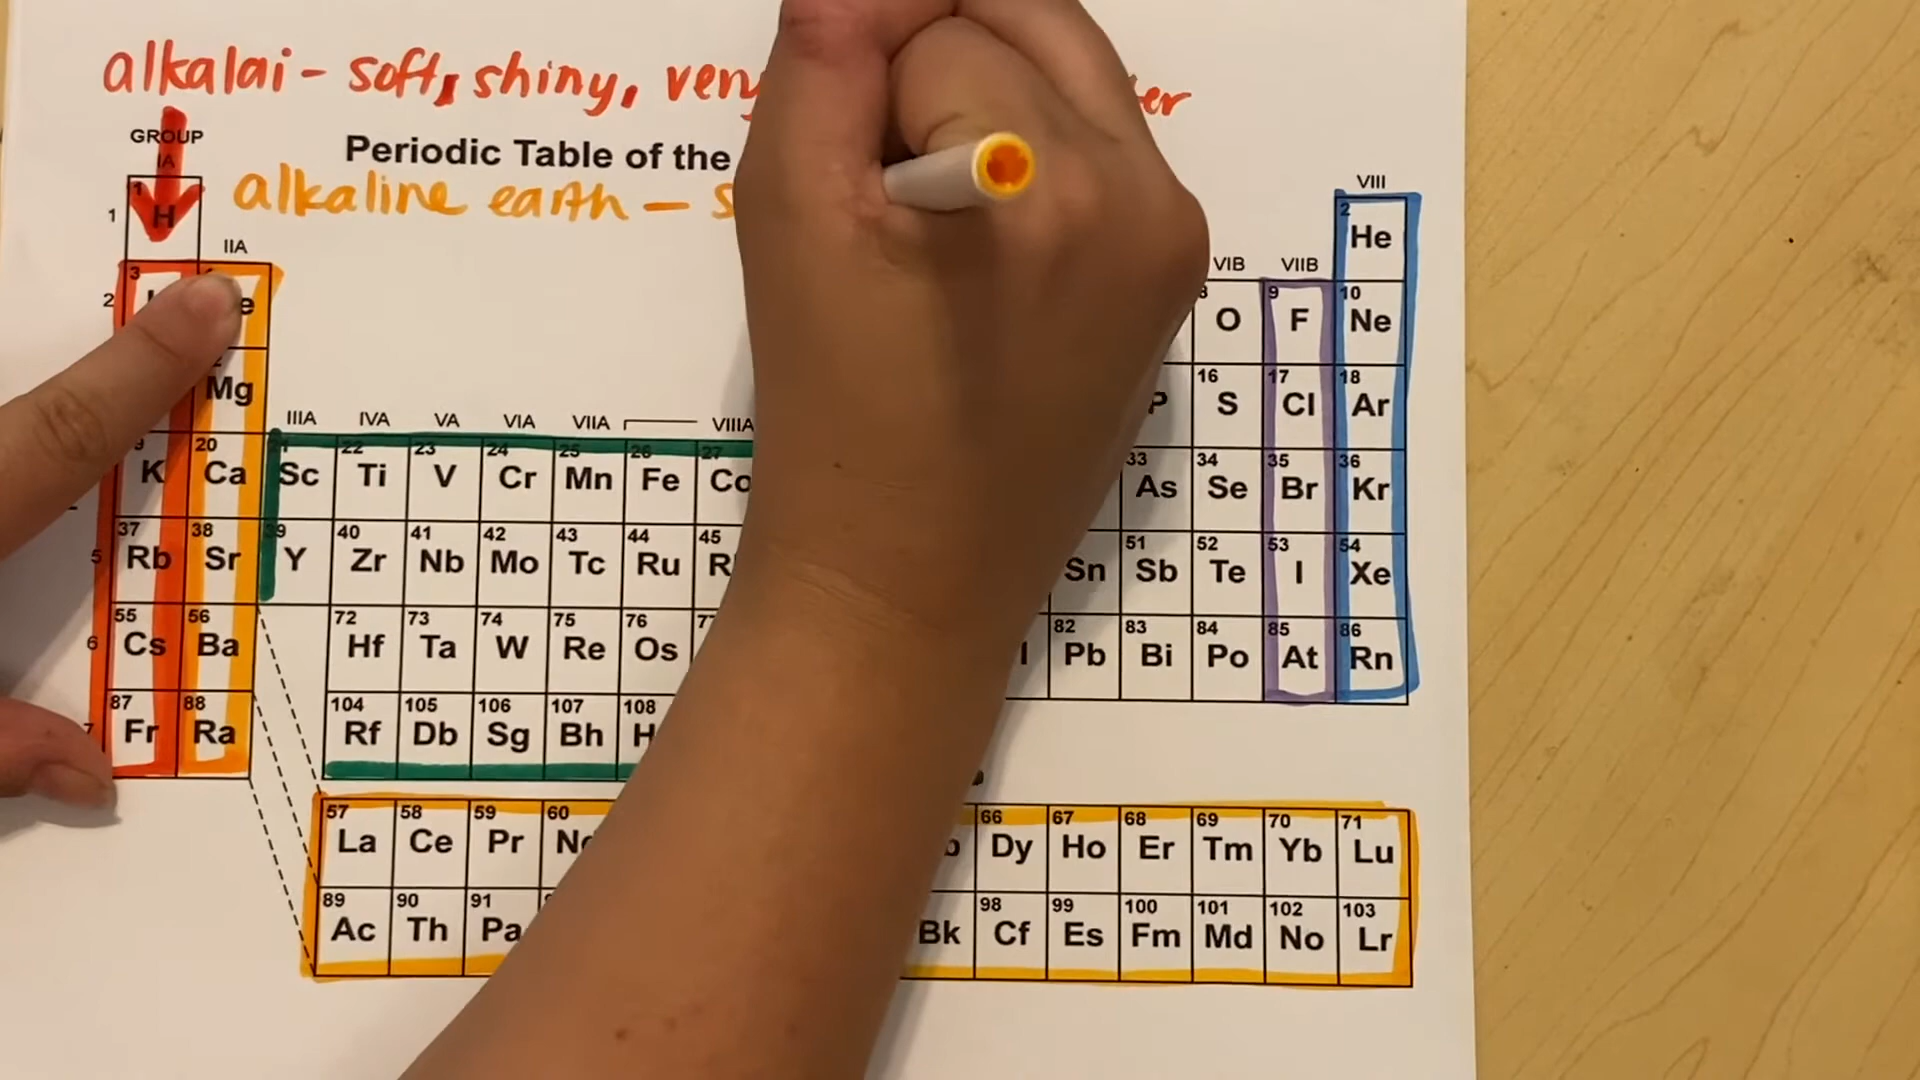 alkalai - soft, shiny, very
GROUP
IA
Periodic Table of the
alkaline earth - s
VIII
1 H
1
2 He
IIA
VIB VIIB
2 3 e O 9 F 10 Ne
Mg P 16 S 17 Cl 18 Ar
IIIA IVA VA VIA VIIA VIIIA
K 20 Ca Sc 22 Ti 23 V 24 Cr 25 Mn 26 Fe 27 Co 33 As 34 Se 35 Br 36 Kr
5 37 Rb 38 Sr 39 Y 40 Zr 41 Nb 42 Mo 43 Tc 44 Ru 45 R Sn 51 Sb 52 Te 53 I 54 Xe
6 55 Cs 56 Ba 72 Hf 73 Ta 74 W 75 Re 76 Os 82 Pb 83 Bi 84 Po 85 At 86 Rn
7 87 Fr 88 Ra 104 Rf 105 Db 106 Sg 107 Bh 108 H
57 La 58 Ce 59 Pr 60 66 Dy 67 Ho 68 Er 69 Tm 70 Yb 71 Lu
89 Ac 90 Th 91 Pa Bk 98 Cf 99 Es 100 Fm 101 Md 102 No 103 Lr